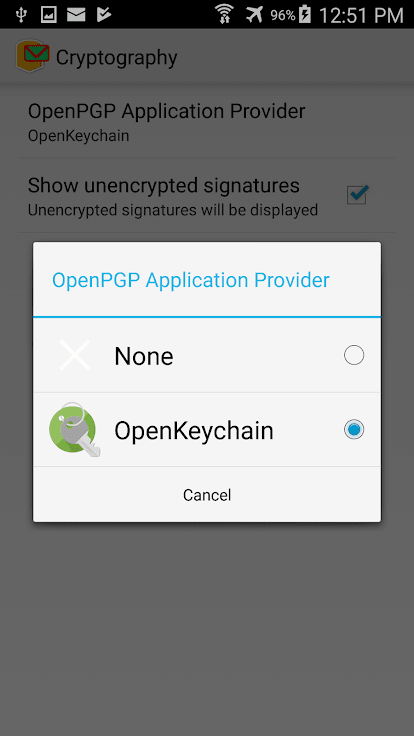 96% 12:51 PM
Cryptography
OpenPGP Application Provider
OpenKeychain
Show unencrypted signatures
Unencrypted signatures will be displayed
OpenPGP Application Provider
None
OpenKeychain
Cancel